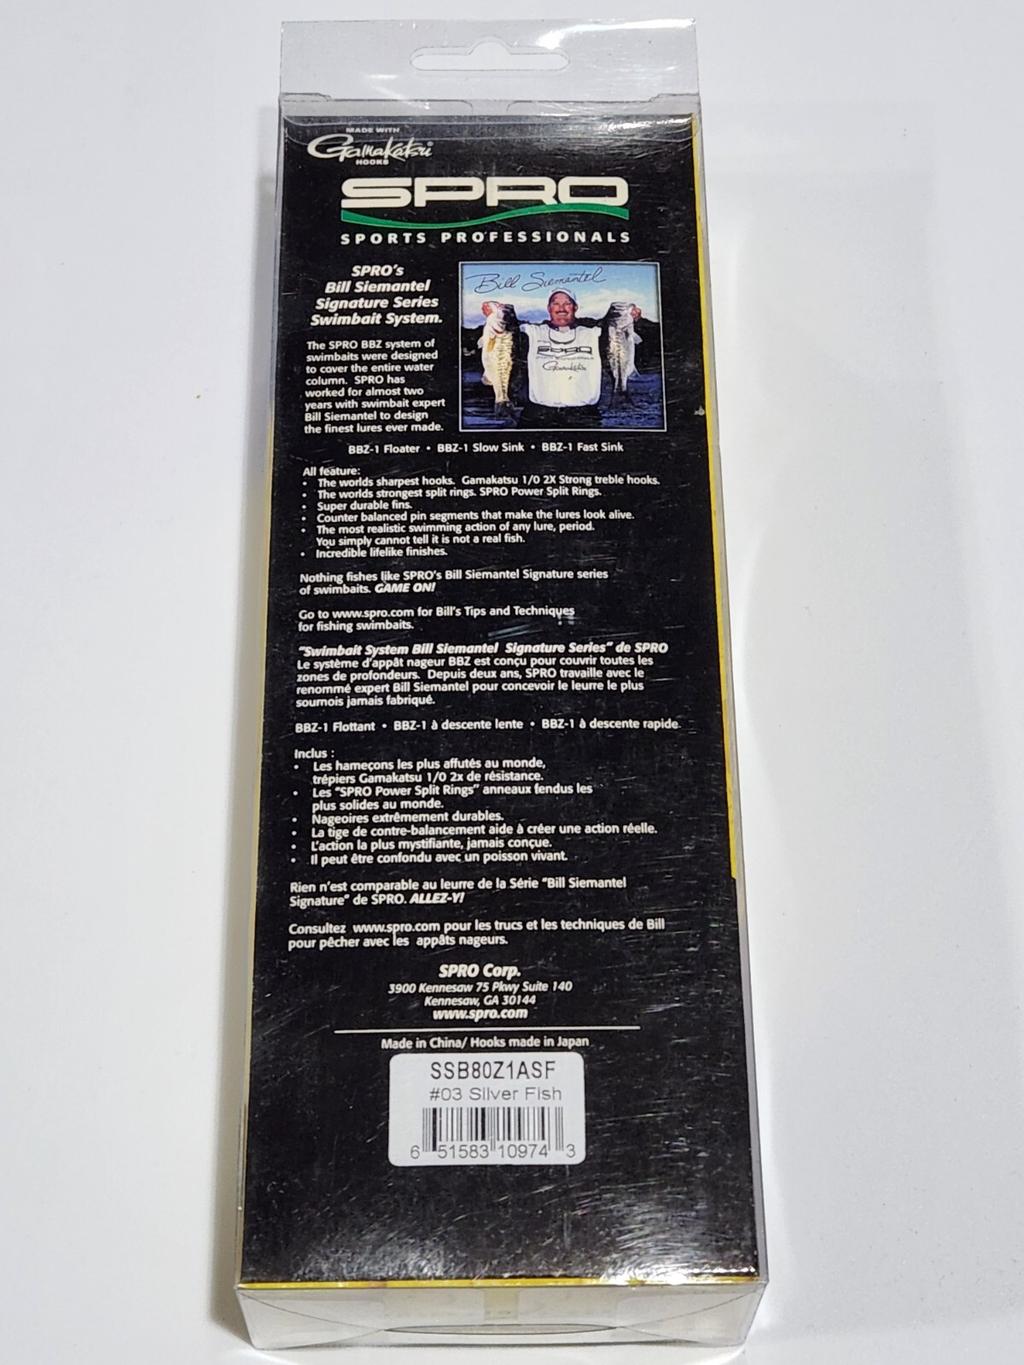 MADE WITH
Gamakatsu
HOOKS
SPRO
SPORTS PROFESSIONALS
SPRO's
Bill Siemantel
Signature Series
Swimbait System.
Bill Siemantel
SPRO
Gamakatsu
The SPRO BBZ system of
swimbaits were designed
to cover the entire water
column. SPRO has
worked for almost two
years with swimbait expert
Bill Siemantel to design
the finest lures ever made.
BBZ-1 Floater • BBZ-1 Slow Sink • BBZ-1 Fast Sink
All feature:
• The worlds sharpest hooks. Gamakatsu 1/0 2X Strong treble hooks.
• The worlds strongest split rings. SPRO Power Split Rings.
• Super durable fins.
• Counter balanced pin segments that make the lures look alive.
• The most realistic swimming action of any lure, period.
You simply cannot tell it is not a real fish.
• Incredible lifelike finishes.
Nothing fishes like SPRO's Bill Siemantel Signature series
of swimbaits. GAME ON!
Go to www.spro.com for Bill's Tips and Techniques
for fishing swimbaits.
"Swimbait System Bill Siemantel Signature Series" de SPRO
Le système d'appât nageur BBZ est conçu pour couvrir toutes les
zones de profondeurs. Depuis deux ans, SPRO travaille avec le
renommé expert Bill Siemantel pour concevoir le leurre le plus
sournois jamais fabriqué.
BBZ-1 Flottant • BBZ-1 à descente lente • BBZ-1 à descente rapide
Inclus :
• Les hameçons les plus affutés au monde,
trépiers Gamakatsu 1/0 2x de résistance.
• Les "SPRO Power Split Rings" anneaux fendus les
plus solides au monde.
• Nageoires extrêmement durables.
• La tige de contre-balancement aide à créer une action réelle.
• L'action la plus mystifiante, jamais conçue.
• Il peut être confondu avec un poisson vivant.
Rien n'est comparable au leurre de la Série "Bill Siemantel
Signature" de SPRO. ALLEZ-Y!
Consultez www.spro.com pour les trucs et les techniques de Bill
pour pêcher avec les appâts nageurs.
SPRO Corp.
3900 Kennesaw 75 Pkwy Suite 140
Kennesaw, GA 30144
www.spro.com
Made in China/ Hooks made in Japan
SSB80Z1ASF
#03 Silver Fish
6 51583 10974 3